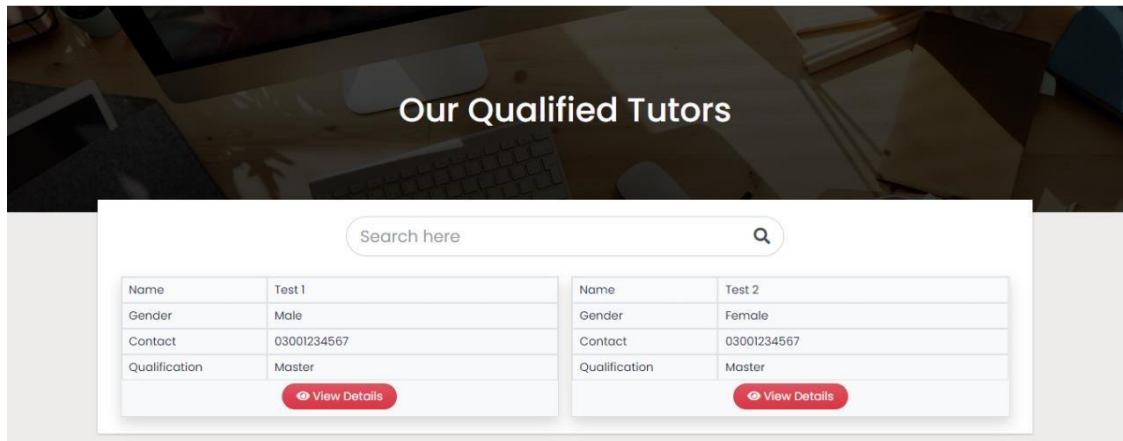 Our Qualified Tutors
Search here
Name Test 1
Gender Male
Contact 03001234567
Qualification Master
View Details
Name Test 2
Gender Female
Contact 03001234567
Qualification Master
View Details